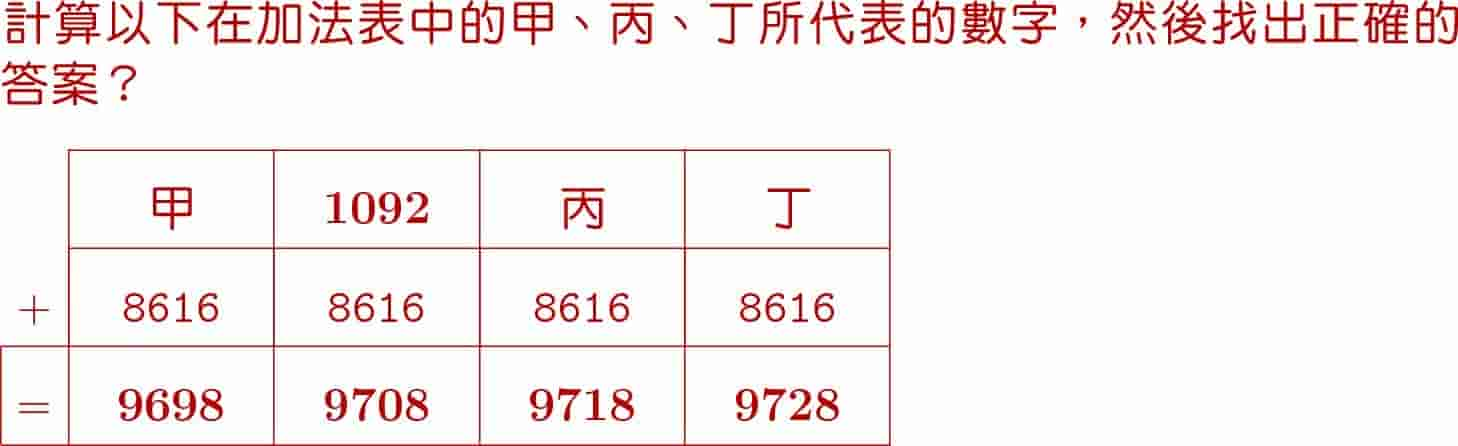 計算以下在加法表中的甲、丙、丁所代表的數字，然後找出正確的
答案？
甲 1092 丙 丁
+ 8616 8616 8616 8616
= 9698 9708 9718 9728